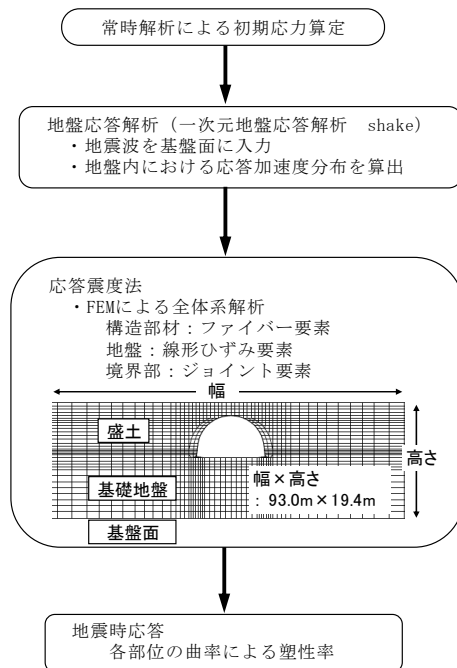 常時解析による初期応力算定
地盤応答解析（一次元地盤応答解析　shake）
・地震波を基盤面に入力
・地盤内における応答加速度分布を算出
応答震度法
・FEMによる全体系解析
構造部材：ファイバー要素
地盤：線形ひずみ要素
境界部：ジョイント要素
幅
盛土
高さ
基礎地盤
幅×高さ
：93.0m×19.4m
基盤面
地震時応答
各部位の曲率による塑性率